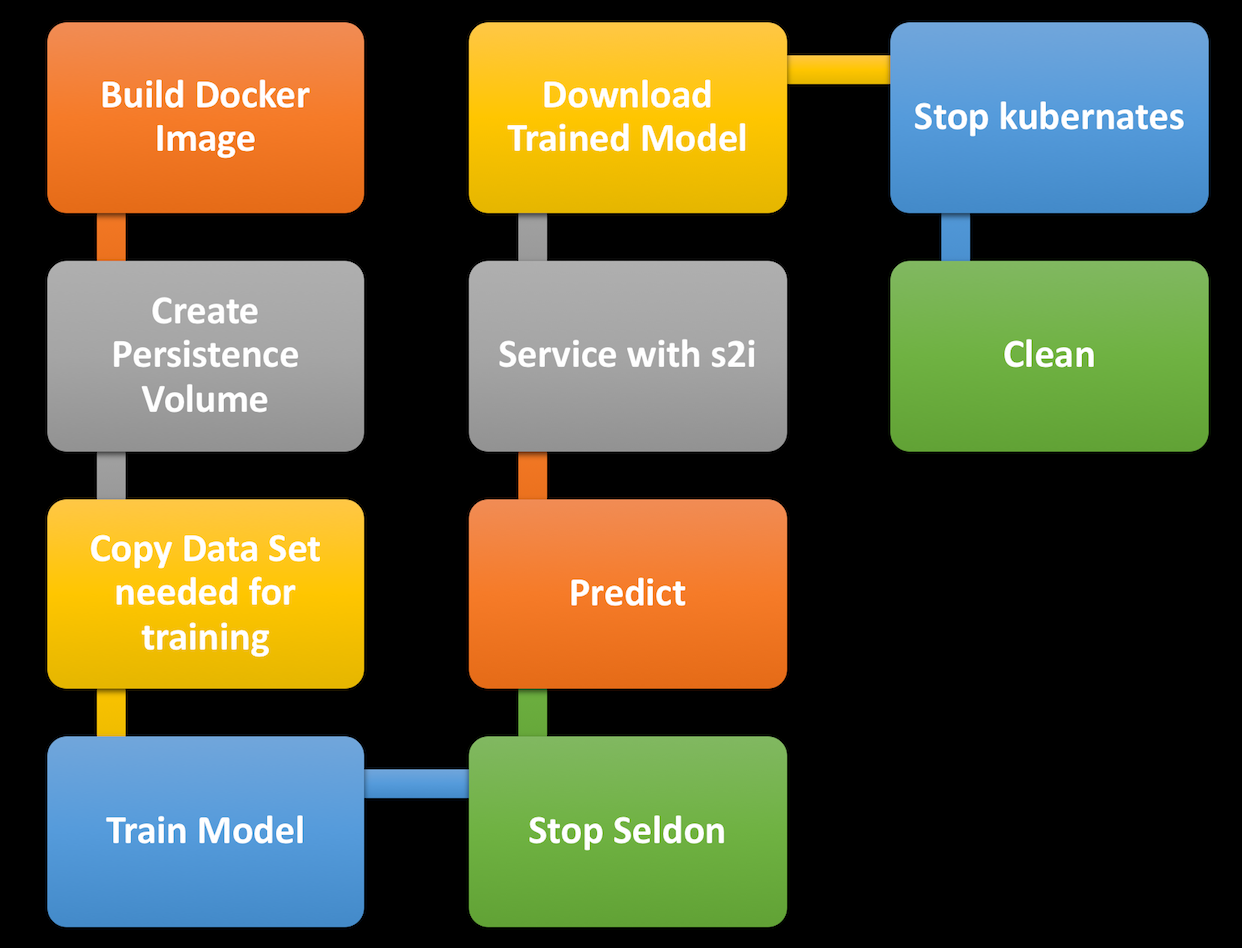 Build Docker
Image
Create
Persistence
Volume
Copy Data Set
needed for
training
Train Model
Download
Trained Model
Service with s2i
Predict
Stop Seldon
Stop kubernates
Clean